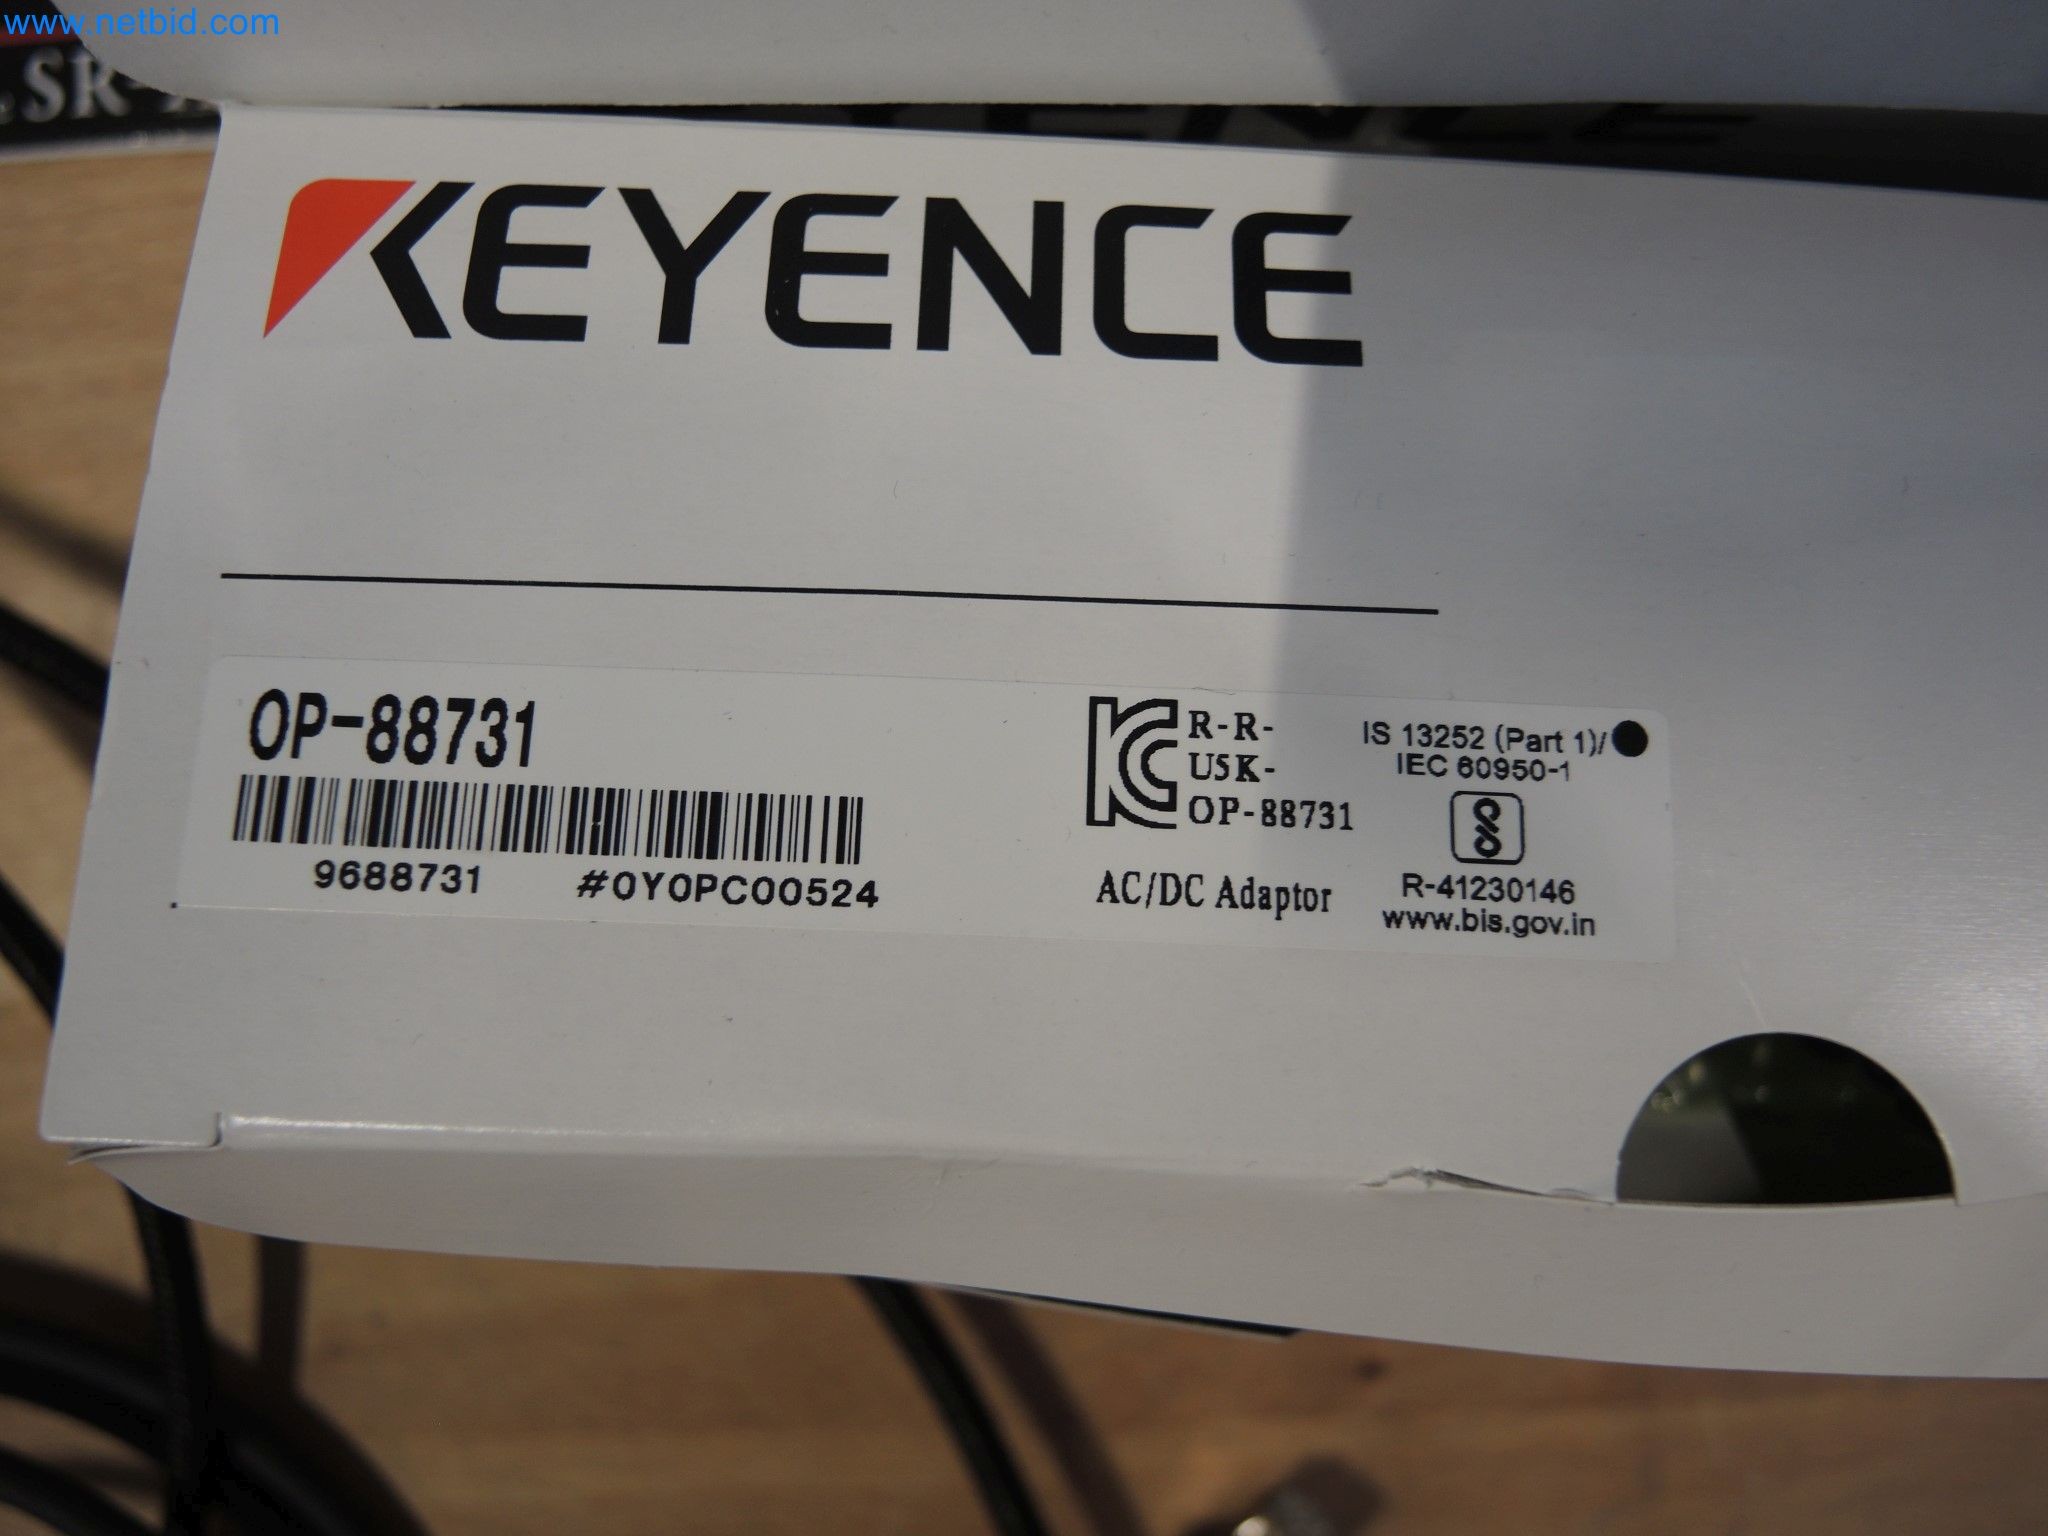 www.netbid.com
SR-
KEYENCE
OP-88731
9688731 #0Y0PC00524
R-R-
USK-
OP-88731
AC/DC Adaptor
IS 13252 (Part 1)/
IEC 60950-1
R-41230146
www.bis.gov.in